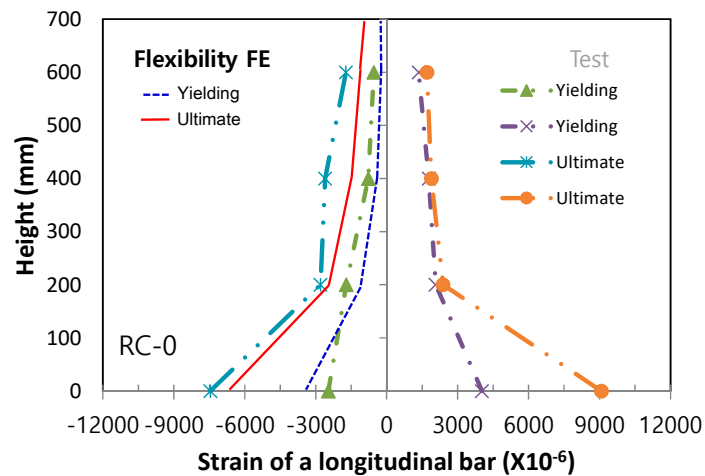 700
600
500
400
300
200
100
0
Height (mm)
Flexibility FE
Yielding
Ultimate
Test
Yielding
Yielding
Ultimate
Ultimate
RC-0
-12000 -9000 -6000 -3000 0 3000 6000 9000 12000
Strain of a longitudinal bar (X10-6)